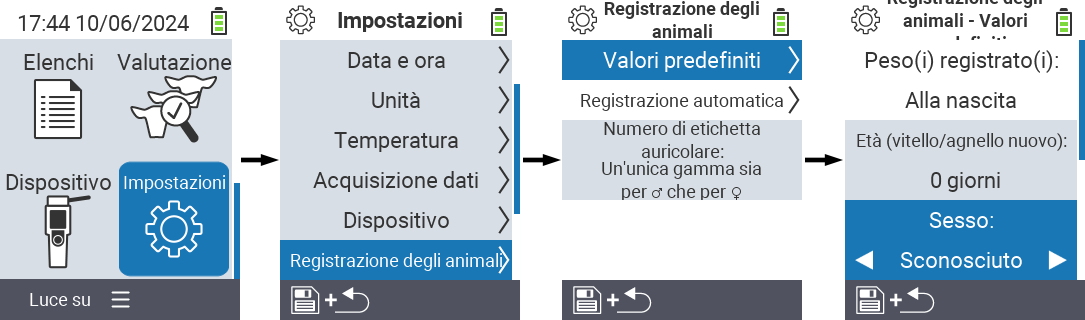 17:44 10/06/2024
Elenchi
Valutazione
Dispositivo
Impostazioni
Luce su
Impostazioni
Data e ora
Unità
Temperatura
Acquisizione dati
Dispositivo
Registrazione degli animali
+
Registrazione degli
animali
Valori predefiniti
Registrazione automatica
Numero di etichetta
auricolare:
Un'unica gamma sia
per ♂ che per ♀
+
Registrazione degli
animali - Valori
predefiniti
Peso(i) registrato(i):
Alla nascita
Età (vitello/agnello nuovo):
0 giorni
Sesso:
Sconosciuto
+